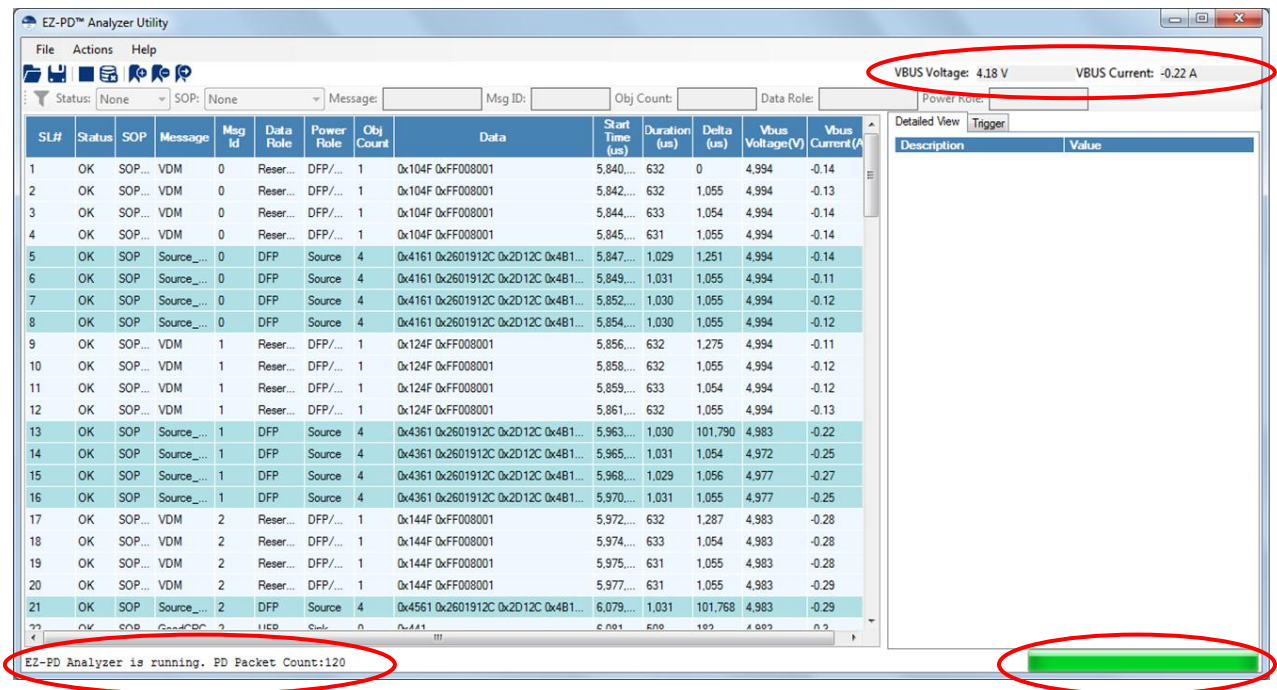 EZ-PD™ Analyzer Utility
File Actions Help
VBUS Voltage: 4.18 V VBUS Current: -0.22 A
Status: None SOP: None Message: Msg ID: Obj Count: Data Role: Power Role:
Detailed View Trigger
SL# Status SOP Message Msg Id Data Role Power Role Obj Count Data Start Time (us) Duration (us) Delta (us) Vbus Voltage(V) Vbus Current(A
Description Value
1 OK SOP... VDM 0 Reser... DFP/... 1 0x104F 0xFF008001 5,840,... 632 0 4.994 -0.14
2 OK SOP... VDM 0 Reser... DFP/... 1 0x104F 0xFF008001 5,842,... 632 1,055 4.994 -0.13
3 OK SOP... VDM 0 Reser... DFP/... 1 0x104F 0xFF008001 5,844,... 633 1,054 4.994 -0.14
4 OK SOP... VDM 0 Reser... DFP/... 1 0x104F 0xFF008001 5,845,... 631 1,055 4.994 -0.14
5 OK SOP Source_... 0 DFP Source 4 0x4161 0x2601912C 0x2D12C 0x4B1... 5,847,... 1,029 1,251 4.994 -0.14
6 OK SOP Source_... 0 DFP Source 4 0x4161 0x2601912C 0x2D12C 0x4B1... 5,849,... 1,031 1,055 4.994 -0.11
7 OK SOP Source_... 0 DFP Source 4 0x4161 0x2601912C 0x2D12C 0x4B1... 5,852,... 1,030 1,055 4.994 -0.12
8 OK SOP Source_... 0 DFP Source 4 0x4161 0x2601912C 0x2D12C 0x4B1... 5,854,... 1,030 1,055 4.994 -0.12
9 OK SOP... VDM 1 Reser... DFP/... 1 0x124F 0xFF008001 5,856,... 632 1,275 4.994 -0.11
10 OK SOP... VDM 1 Reser... DFP/... 1 0x124F 0xFF008001 5,858,... 632 1,055 4.994 -0.12
11 OK SOP... VDM 1 Reser... DFP/... 1 0x124F 0xFF008001 5,859,... 633 1,054 4.994 -0.12
12 OK SOP... VDM 1 Reser... DFP/... 1 0x124F 0xFF008001 5,861,... 632 1,055 4.994 -0.13
13 OK SOP Source_... 1 DFP Source 4 0x4361 0x2601912C 0x2D12C 0x4B1... 5,963,... 1,030 101,790 4.983 -0.22
14 OK SOP Source_... 1 DFP Source 4 0x4361 0x2601912C 0x2D12C 0x4B1... 5,965,... 1,031 1,054 4.972 -0.25
15 OK SOP Source_... 1 DFP Source 4 0x4361 0x2601912C 0x2D12C 0x4B1... 5,968,... 1,029 1,056 4.977 -0.27
16 OK SOP Source_... 1 DFP Source 4 0x4361 0x2601912C 0x2D12C 0x4B1... 5,970,... 1,031 1,055 4.977 -0.25
17 OK SOP... VDM 2 Reser... DFP/... 1 0x144F 0xFF008001 5,972,... 632 1,287 4.983 -0.28
18 OK SOP... VDM 2 Reser... DFP/... 1 0x144F 0xFF008001 5,974,... 633 1,054 4.983 -0.28
19 OK SOP... VDM 2 Reser... DFP/... 1 0x144F 0xFF008001 5,975,... 631 1,055 4.983 -0.28
20 OK SOP... VDM 2 Reser... DFP/... 1 0x144F 0xFF008001 5,977,... 631 1,055 4.983 -0.29
21 OK SOP Source_... 2 DFP Source 4 0x4561 0x2601912C 0x2D12C 0x4B1... 6,079,... 1,031 101,768 4.983 -0.29
22 OK SOP GoodCRC 2 UFP Sink 0 0x441 6,081,... 508
EZ-PD Analyzer is running. PD Packet Count:120